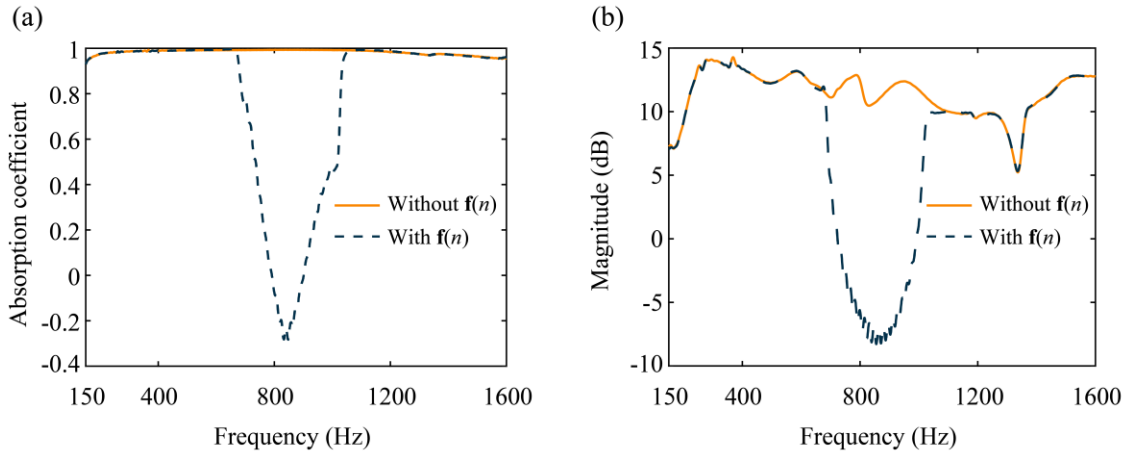 (a)
Absorption coefficient
1
0.8
0.6
0.4
0.2
0
-0.2
-0.4
150 400 800 1200 1600
Frequency (Hz)
Without f(n)
With f(n)
(b)
Magnitude (dB)
15
10
5
0
-5
-10
150 400 800 1200 1600
Frequency (Hz)
Without f(n)
With f(n)